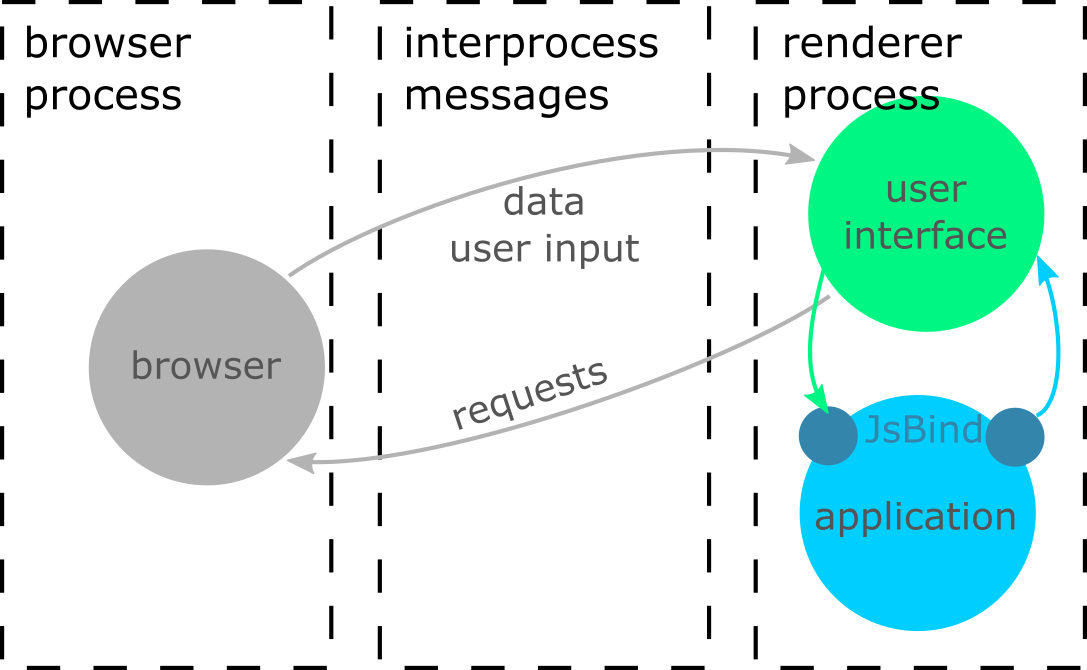 browser
process
interprocess
messages
renderer
process
data
user input
user
interface
browser
requests
JsBind
application